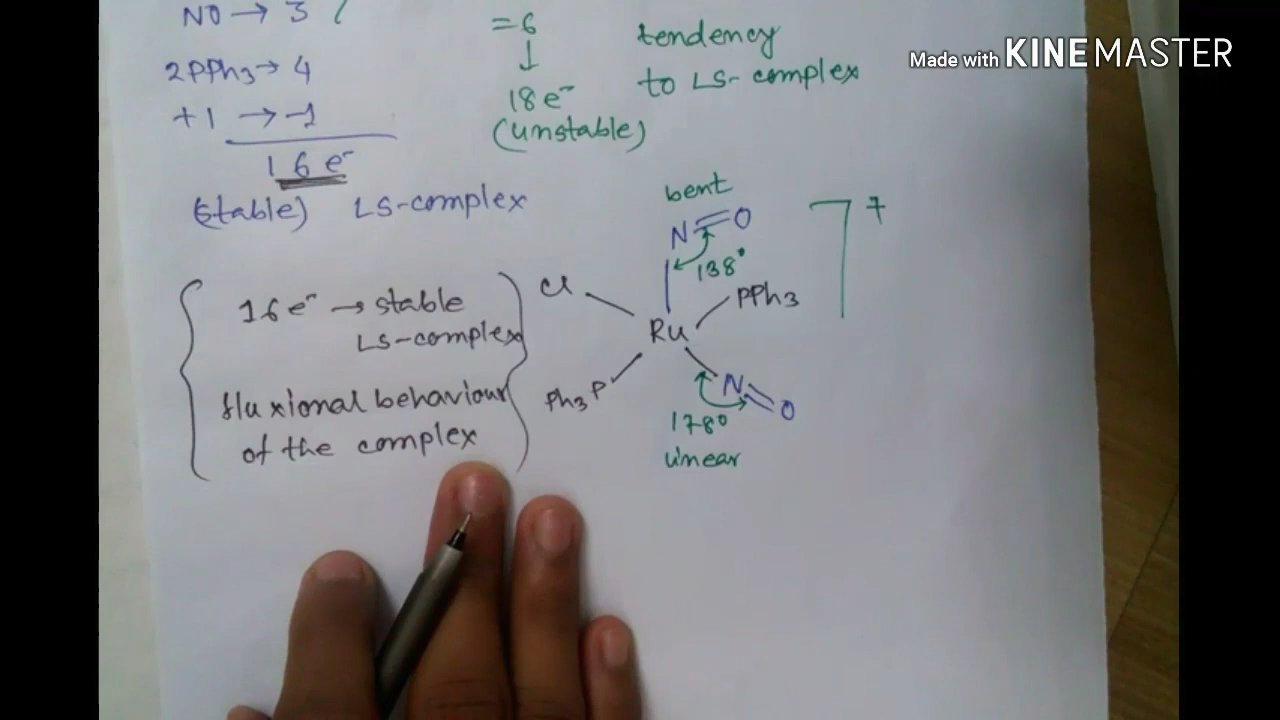 NO → 3
2PPh3 → 4
+1 → -1
16 e⁻
(stable) LS-complex
= 6
↓
18 e⁻
(unstable)
tendency
to LS-complex
Made with KINEMASTER
16 e⁻ → stable
LS-complex
fluxional behaviour
of the complex
bent
N=O
138°
Cl
PPh3
Ru
Ph3P
N=O
178°
linear